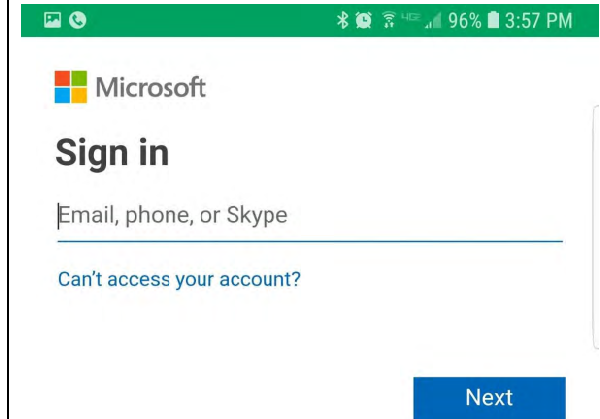 96% 3:57 PM
Microsoft
Sign in
Email, phone, or Skype
Can't access your account?
Next